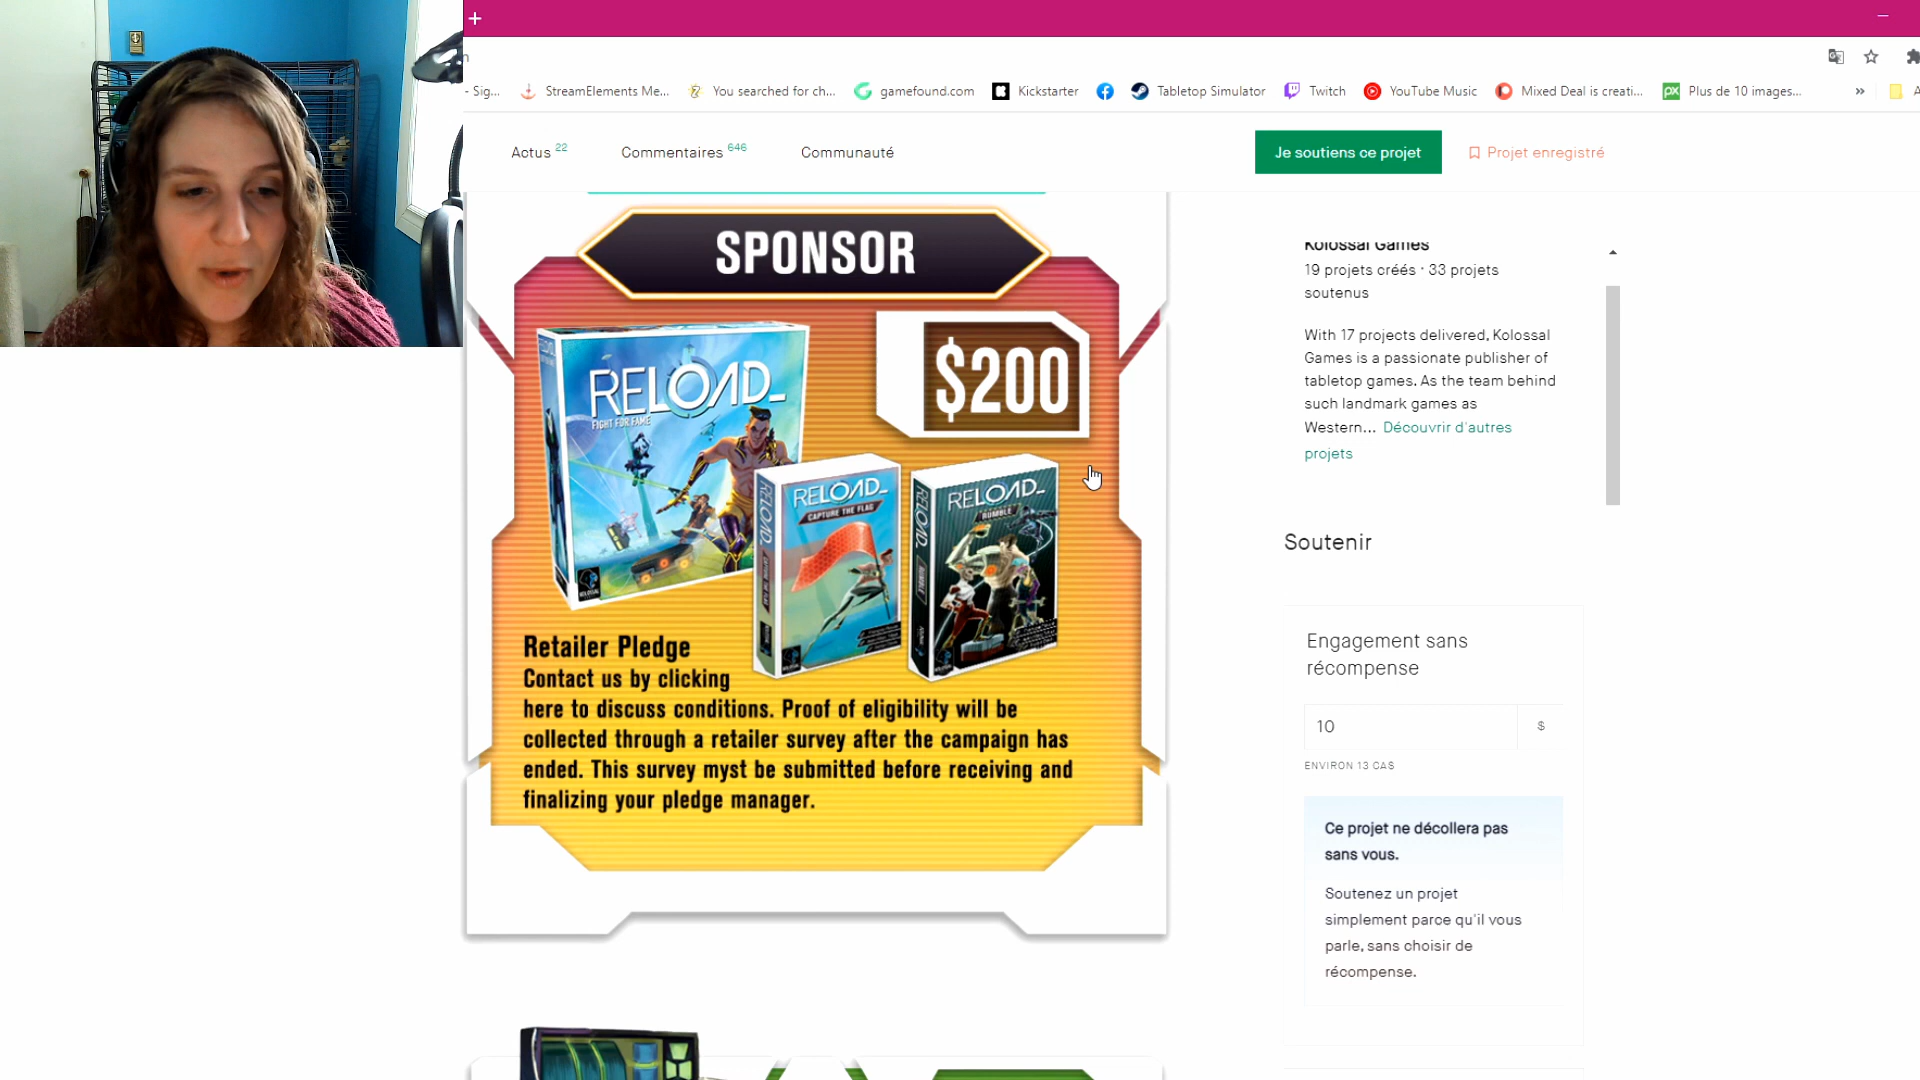 - Sig...
StreamElements Me...
You searched for ch...
gamefound.com
Kickstarter
Tabletop Simulator
Twitch
YouTube Music
Mixed Deal is creati...
Plus de 10 images...
»
Actus 22
Commentaires 646
Communauté
Je soutiens ce projet
Projet enregistré
SPONSOR
$200
RELOAD_
FIGHT FOR FAME
RELOAD_
CAPTURE THE FLAG
RELOAD_
RUMBLE
Retailer Pledge
Contact us by clicking
here to discuss conditions. Proof of eligibility will be
collected through a retailer survey after the campaign has
ended. This survey myst be submitted before receiving and
finalizing your pledge manager.
Kolossal Games
19 projets créés · 33 projets
soutenus
With 17 projects delivered, Kolossal
Games is a passionate publisher of
tabletop games. As the team behind
such landmark games as
Western... Découvrir d'autres
projets
Soutenir
Engagement sans
récompense
10 $
ENVIRON 13 CA$
Ce projet ne décollera pas
sans vous.
Soutenez un projet
simplement parce qu'il vous
parle, sans choisir de
récompense.